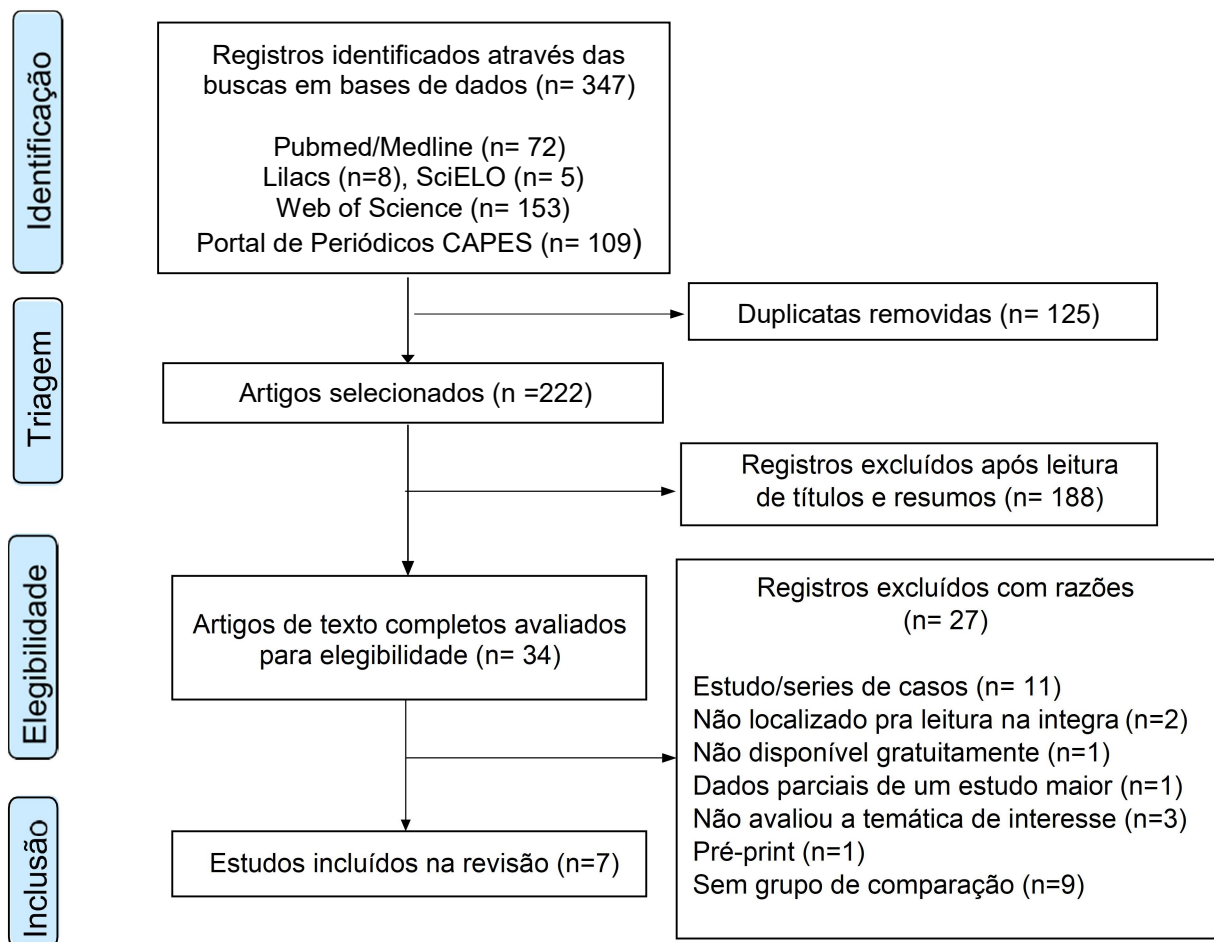 Identificação
Registros identificados através das
buscas em bases de dados (n= 347)
Pubmed/Medline (n= 72)
Lilacs (n=8), SciELO (n= 5)
Web of Science (n= 153)
Portal de Periódicos CAPES (n= 109)
Triagem
Duplicatas removidas (n= 125)
Artigos selecionados (n =222)
Registros excluídos após leitura
de títulos e resumos (n= 188)
Elegibilidade
Artigos de texto completos avaliados
para elegibilidade (n= 34)
Registros excluídos com razões
(n= 27)
Estudo/series de casos (n= 11)
Não localizado pra leitura na integra (n=2)
Não disponível gratuitamente (n=1)
Dados parciais de um estudo maior (n=1)
Não avaliou a temática de interesse (n=3)
Pré-print (n=1)
Sem grupo de comparação (n=9)
Inclusão
Estudos incluídos na revisão (n=7)